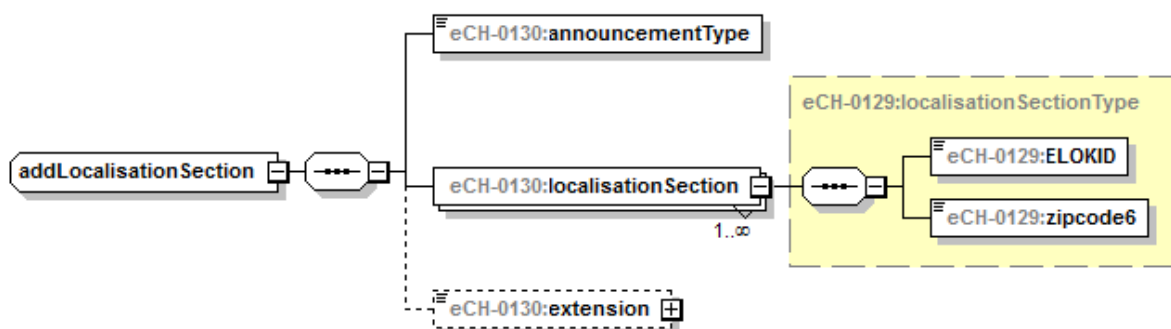 eCH-0130:announcementType
eCH-0129:localisationSectionType
eCH-0129:ELOKID
addLocalisationSection
eCH-0130:localisationSection
eCH-0129:zipcode6
1..∞
eCH-0130:extension